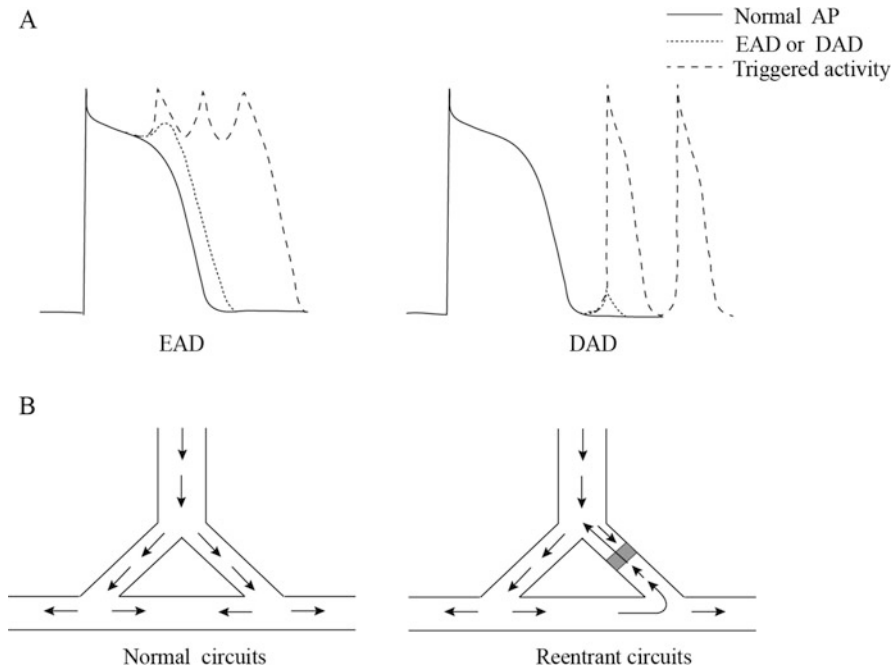 A
Normal AP
EAD or DAD
Triggered activity
EAD
DAD
B
Normal circuits
Reentrant circuits